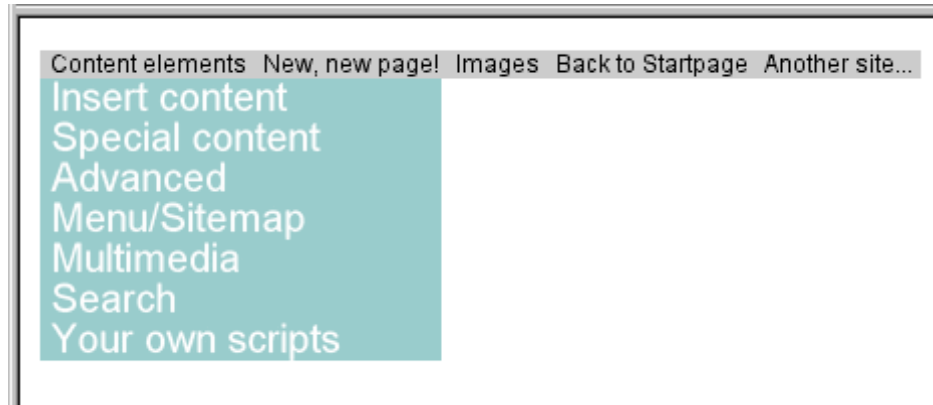 Content elements New, new page! Images Back to Startpage Another site...
Insert content
Special content
Advanced
Menu/Sitemap
Multimedia
Search
Your own scripts